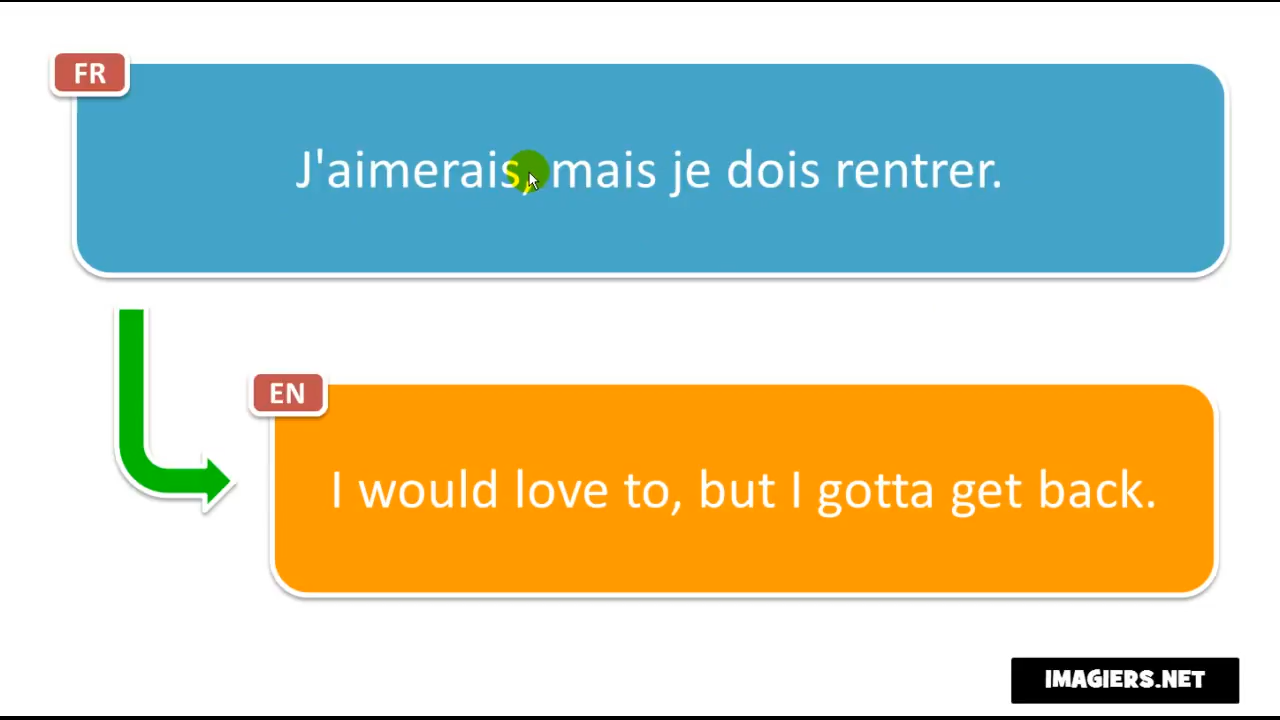 FR
J'aimerais, mais je dois rentrer.
EN
I would love to, but I gotta get back.
IMAGIERS.NET